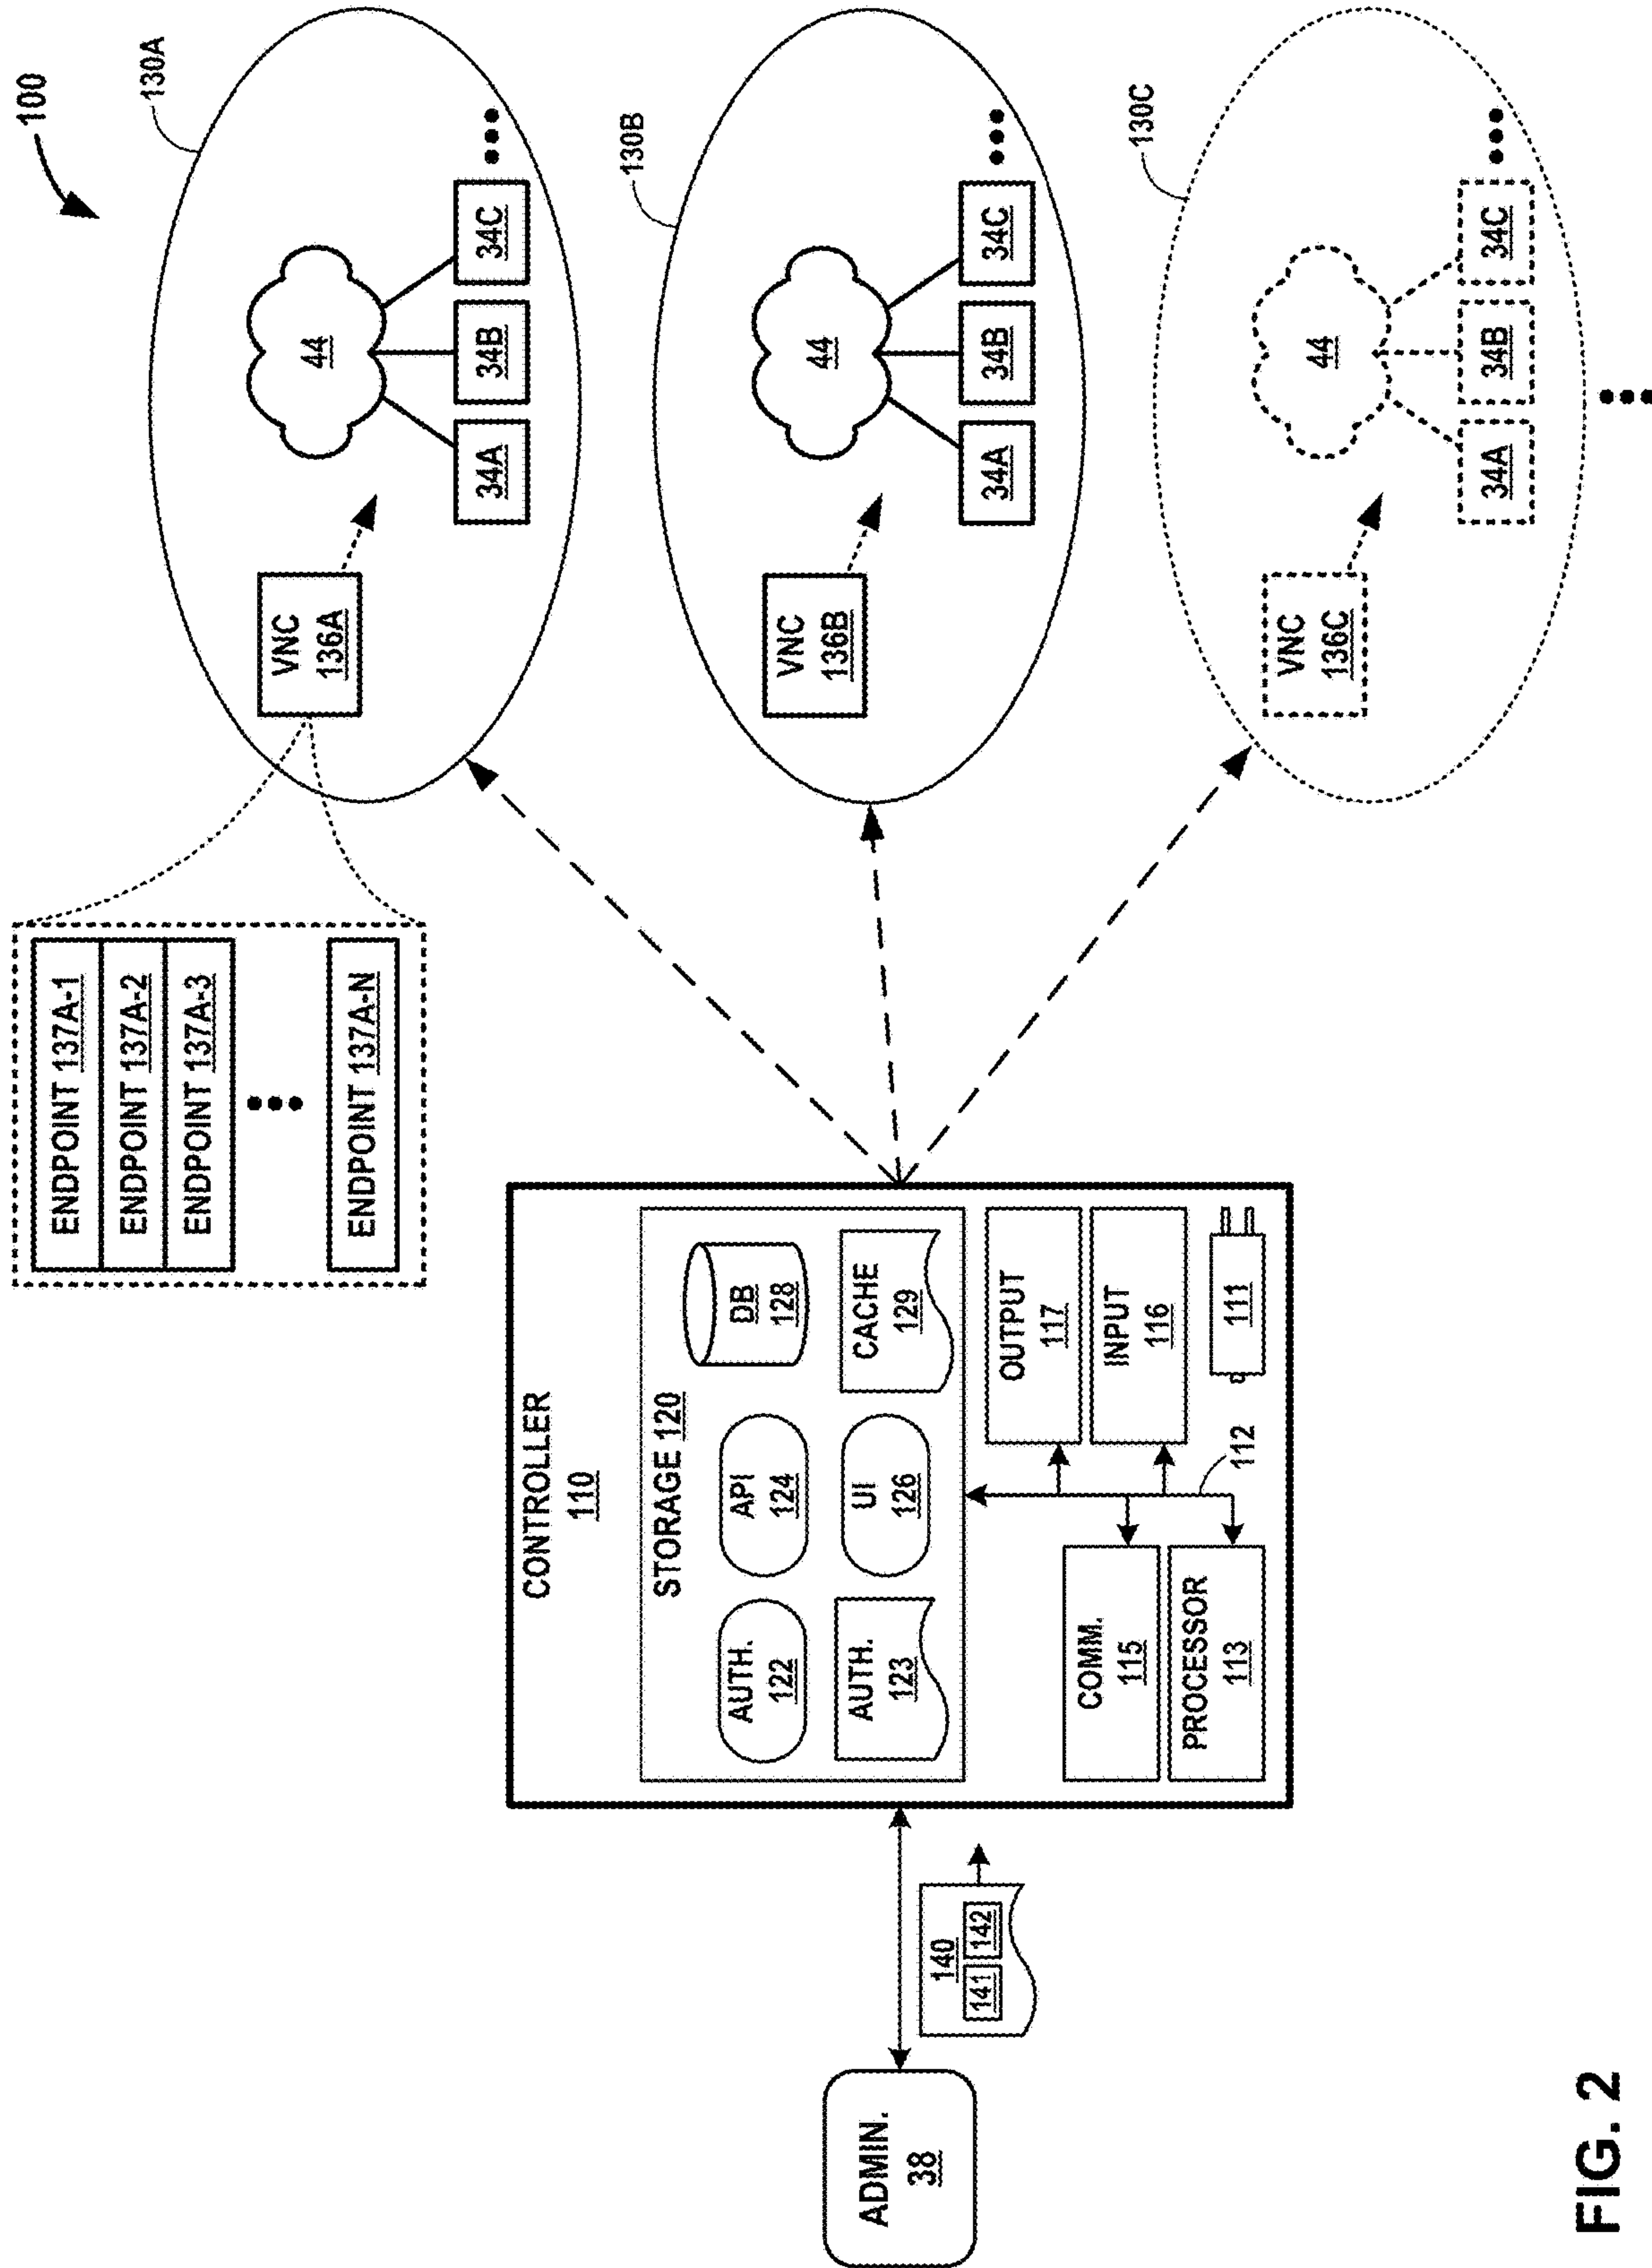 100
ENDPOINT 137A-1
ENDPOINT 137A-2
ENDPOINT 137A-3
ENDPOINT 137A-N
130A
VNC
136A
44
34A
34B
34C
130B
VNC
136B
44
34A
34B
34C
130C
VNC
136C
44
34A
34B
34C
CONTROLLER
110
STORAGE 120
AUTH.
122
API
124
DB
128
AUTH.
123
UI
126
CACHE
129
COMM.
115
PROCESSOR
113
OUTPUT
117
INPUT
116
112
111
ADMIN.
38
140
141
142
FIG. 2